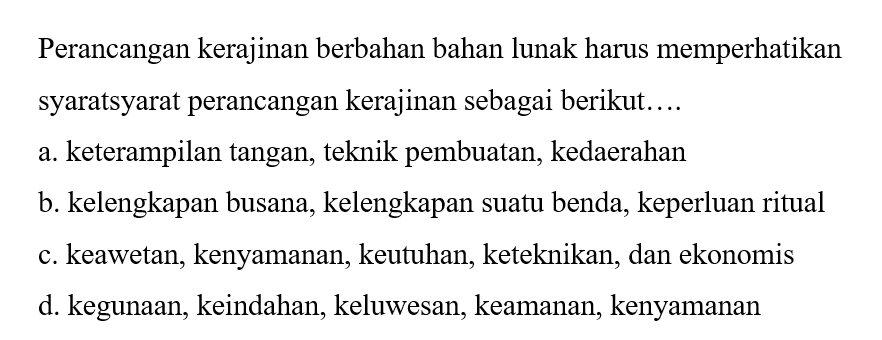 Perancangan kerajinan berbahan bahan lunak harus memperhatikan
syaratsyarat perancangan kerajinan sebagai berikut….
a. keterampilan tangan, teknik pembuatan, kedaerahan
b. kelengkapan busana, kelengkapan suatu benda, keperluan ritual
c. keawetan, kenyamanan, keutuhan, keteknikan, dan ekonomis
d. kegunaan, keindahan, keluwesan, keamanan, kenyamanan